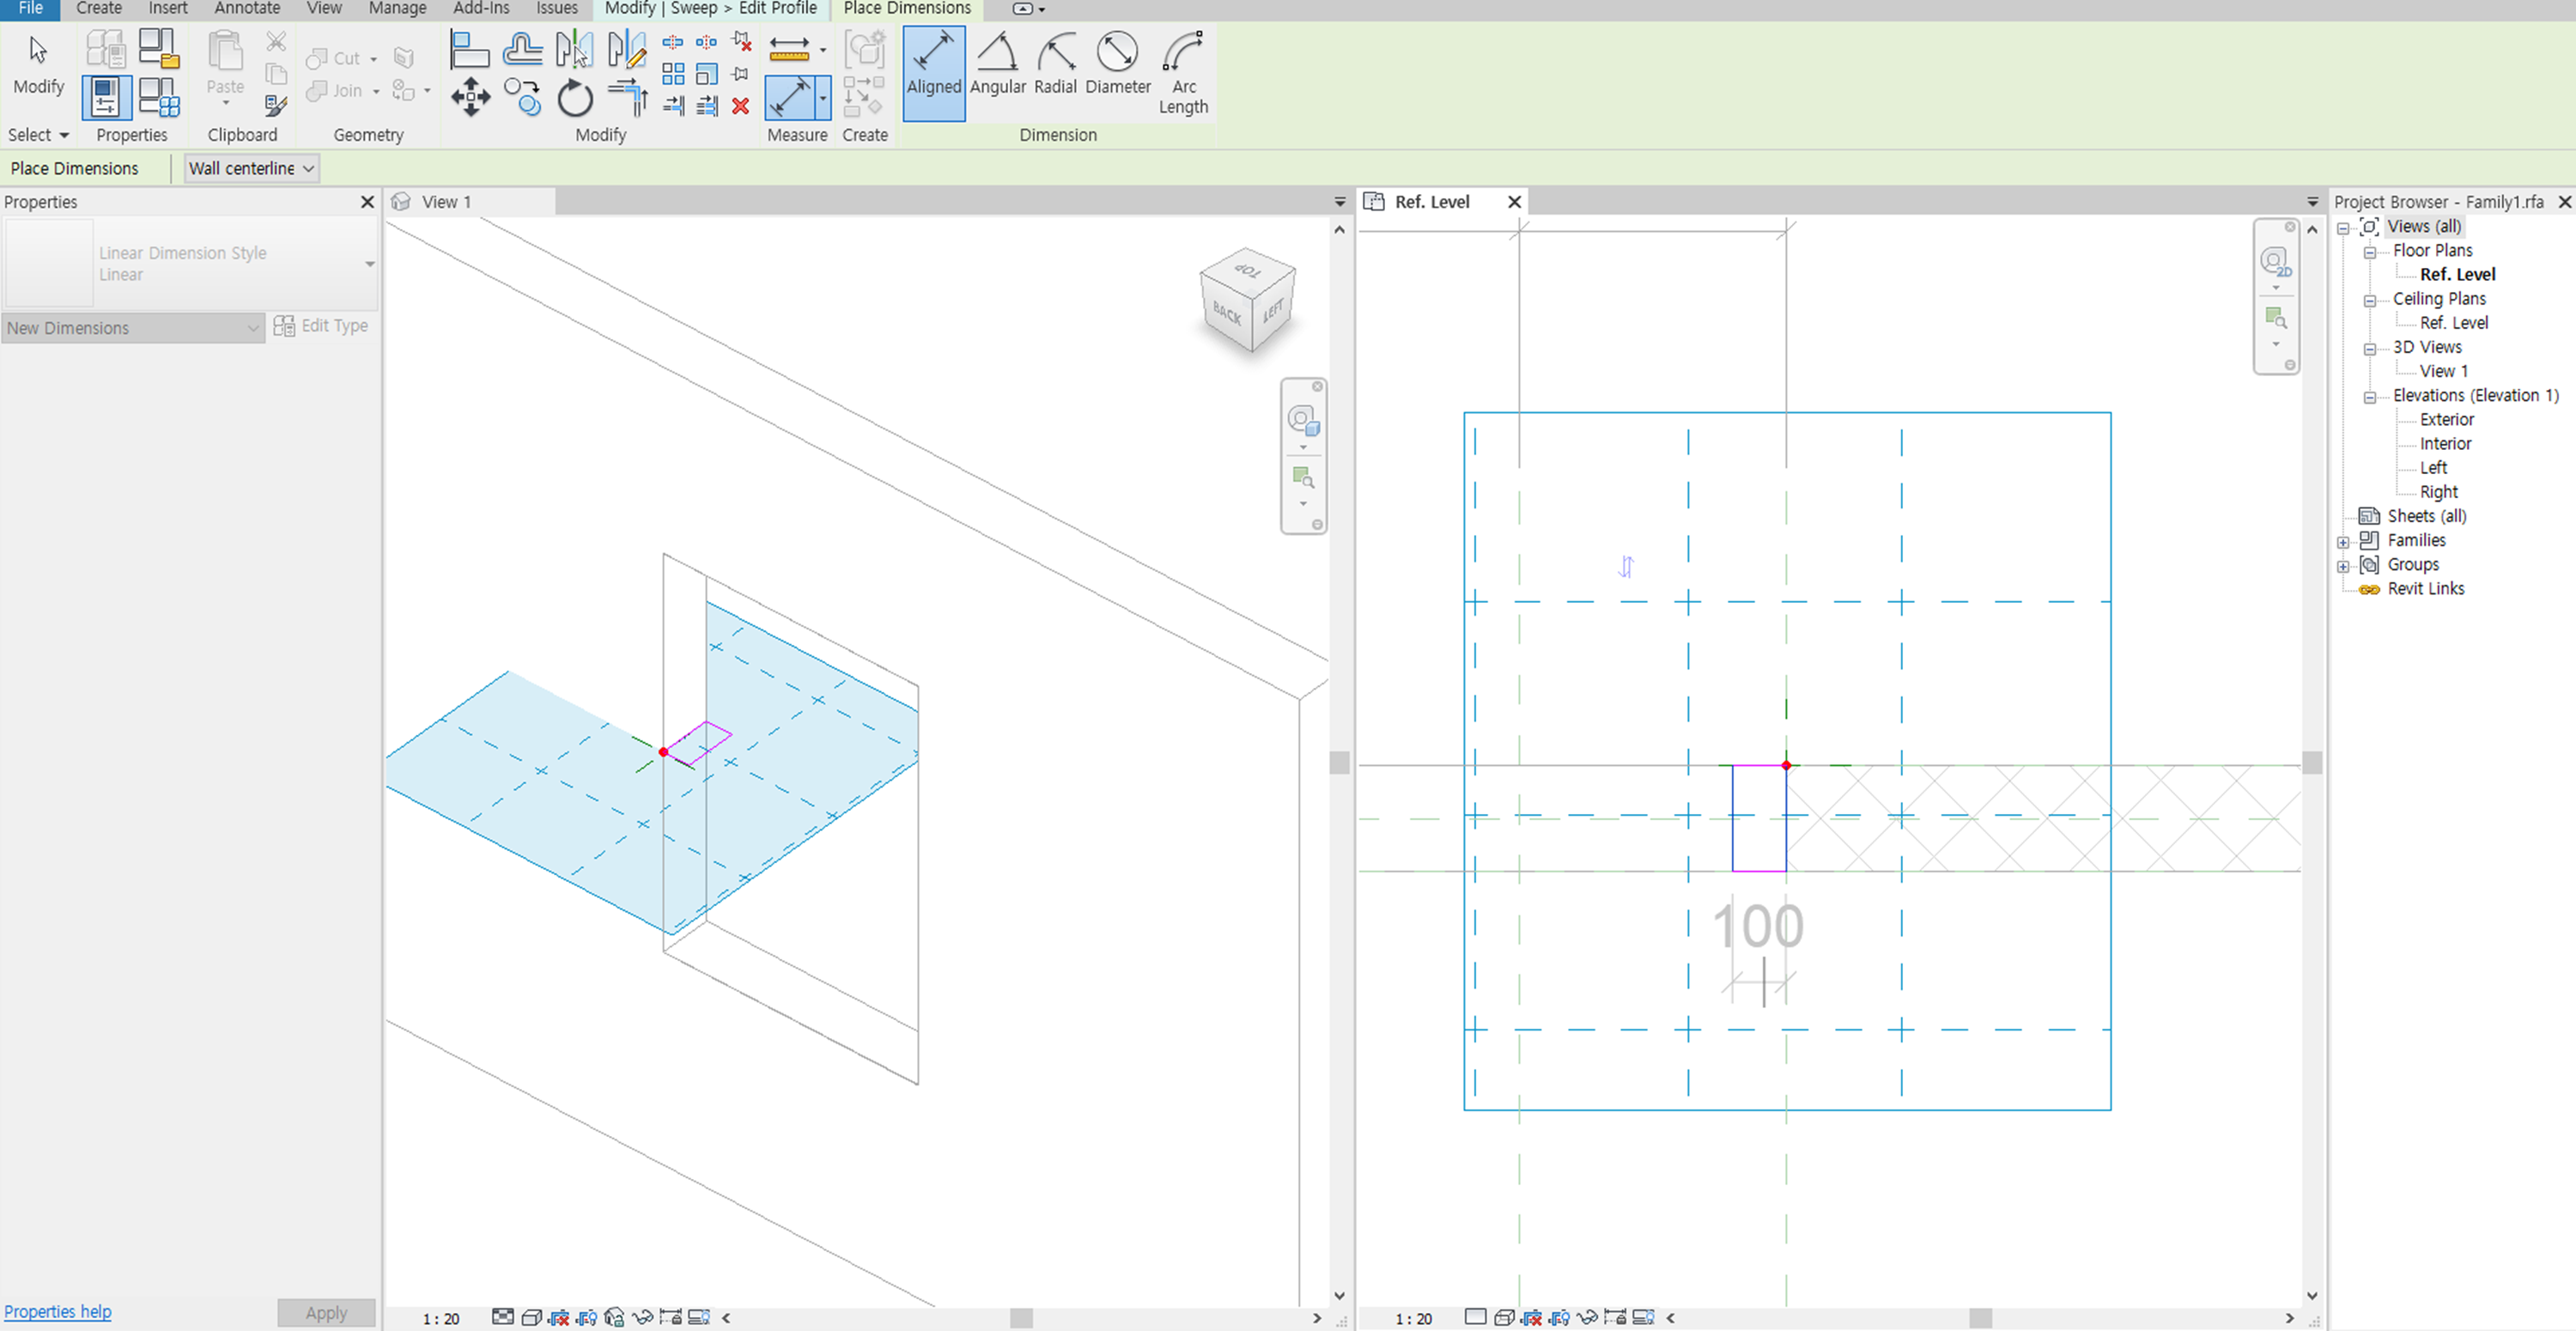 File Create Insert Annotate View Manage Add-Ins Issues Modify | Sweep > Edit Profile Place Dimensions
Modify
Cut
Join
Paste
Aligned Angular Radial Diameter Arc Length
Select Properties Clipboard Geometry Modify Measure Create Dimension
Place Dimensions Wall centerline
Properties
Linear Dimension Style
Linear
New Dimensions Edit Type
Properties help Apply
View 1
TOP
BACK LEFT
1 : 20
Ref. Level
2D
100
1 : 20
Project Browser - Family1.rfa
Views (all)
Floor Plans
Ref. Level
Ceiling Plans
Ref. Level
3D Views
View 1
Elevations (Elevation 1)
Exterior
Interior
Left
Right
Sheets (all)
Families
Groups
Revit Links